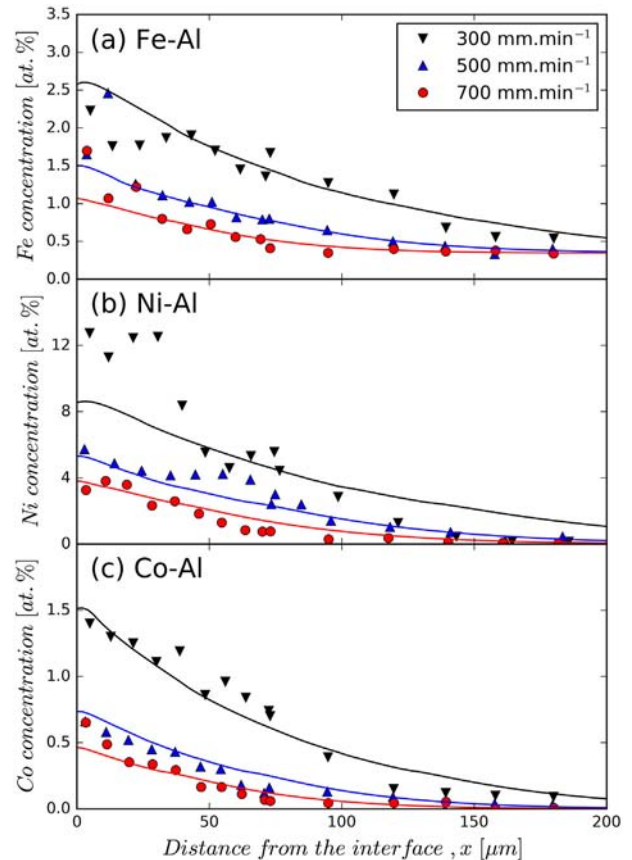 (a) Fe-Al
300 mm.min⁻¹
500 mm.min⁻¹
700 mm.min⁻¹
Fe concentration [at. %]
3.5
3.0
2.5
2.0
1.5
1.0
0.5
0.0
(b) Ni-Al
Ni concentration [at. %]
12
8
4
0
(c) Co-Al
Co concentration [at. %]
1.5
1.0
0.5
0.0
0 50 100 150 200
Distance from the interface , x [μm]